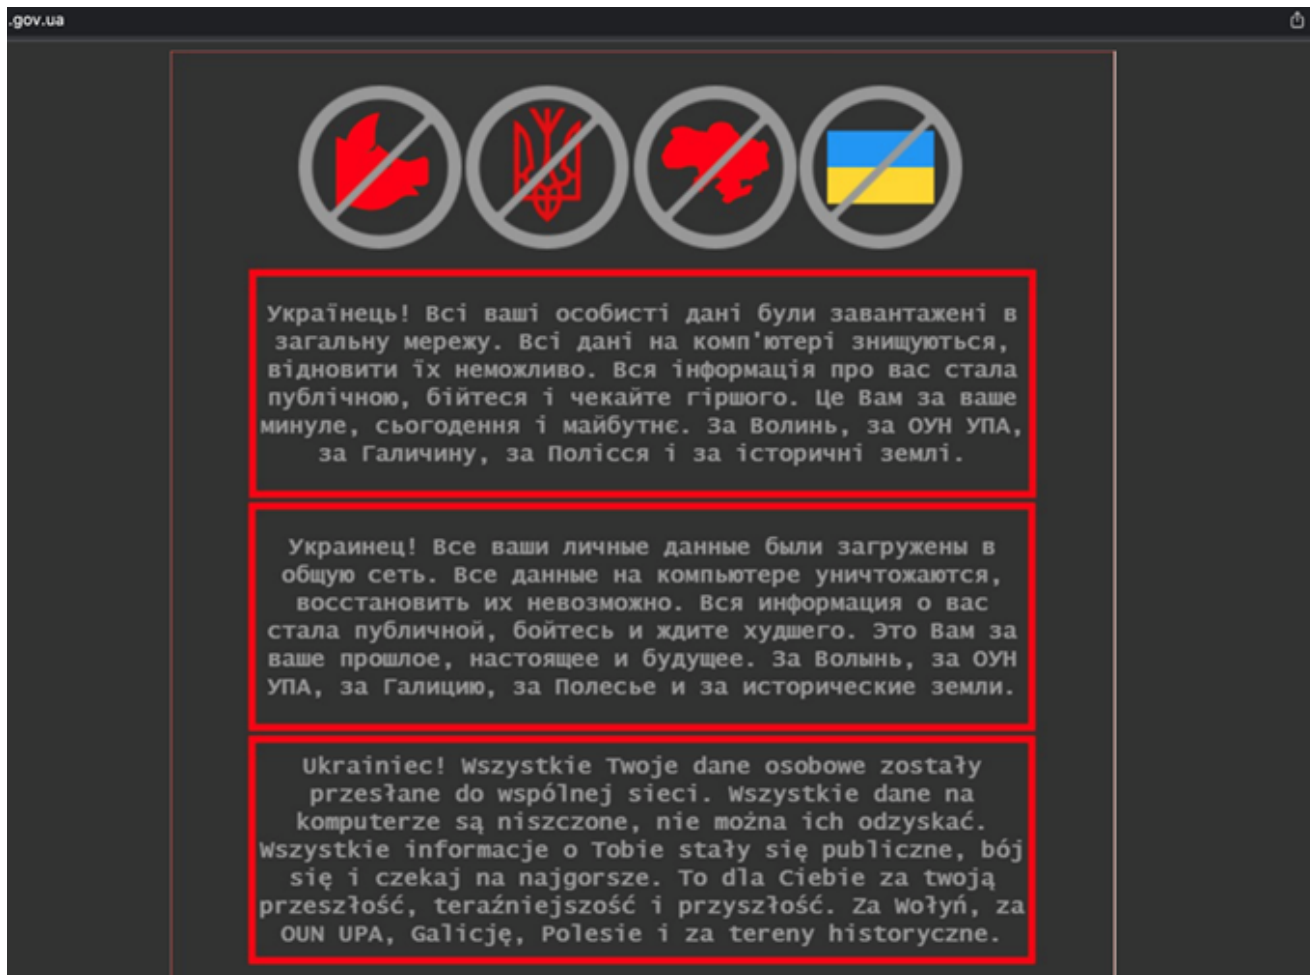 .gov.ua
Українець! Всі ваші особисті дані були завантажені в
загальну мережу. Всі дані на комп'ютері знищуються,
відновити їх неможливо. Вся інформація про вас стала
публічною, бійтеся і чекайте гіршого. Це Вам за ваше
минуле, сьогодення і майбутнє. За Волинь, за ОУН УПА,
за Галичину, за Полісся і за історичні землі.
Украинец! Все ваши личные данные были загружены в
общую сеть. Все данные на компьютере уничтожаются,
восстановить их невозможно. Вся информация о вас
стала публичной, бойтесь и ждите худшего. Это Вам за
ваше прошлое, настоящее и будущее. За Волынь, за ОУН
УПА, за Галицию, за Полесье и за исторические земли.
Ukrainiec! Wszystkie Twoje dane osobowe zostały
przesłane do wspólnej sieci. Wszystkie dane na
komputerze są niszczone, nie można ich odzyskać.
Wszystkie informacje o Tobie stały się publiczne, bój
się i czekaj na najgorsze. To dla Ciebie za twoją
przeszłość, teraźniejszość i przyszłość. Za Wołyń, za
OUN UPA, Galicję, Polesie i za tereny historyczne.